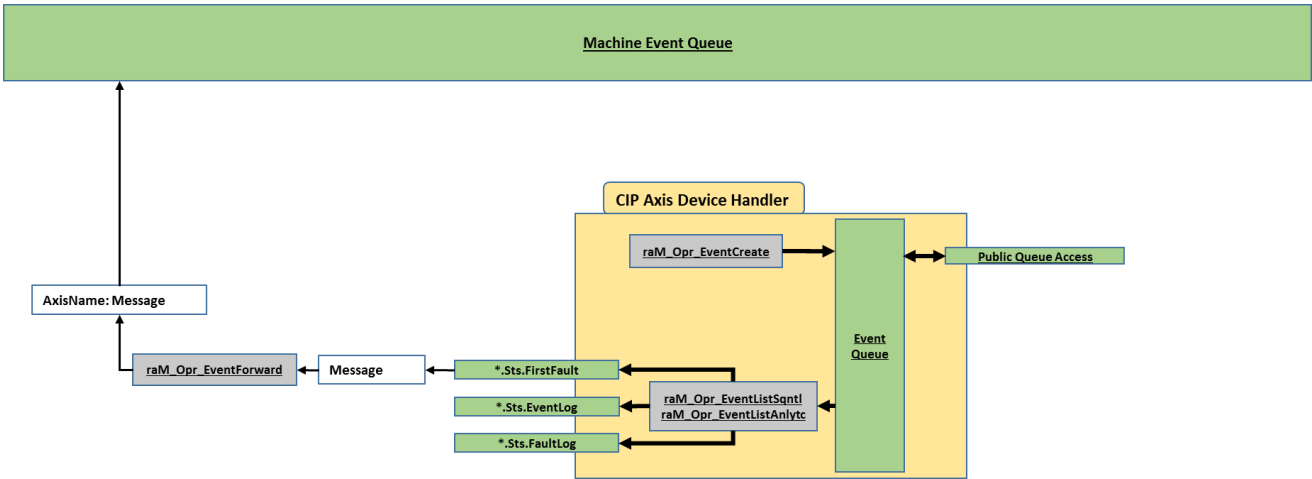 Machine Event Queue
CIP Axis Device Handler
raM_Opr_EventCreate
Public Queue Access
AxisName: Message
Event
Queue
raM_Opr_EventForward
Message
*.Sts.FirstFault
raM_Opr_EventListSqntl
raM_Opr_EventListAnlytc
*.Sts.EventLog
*.Sts.FaultLog